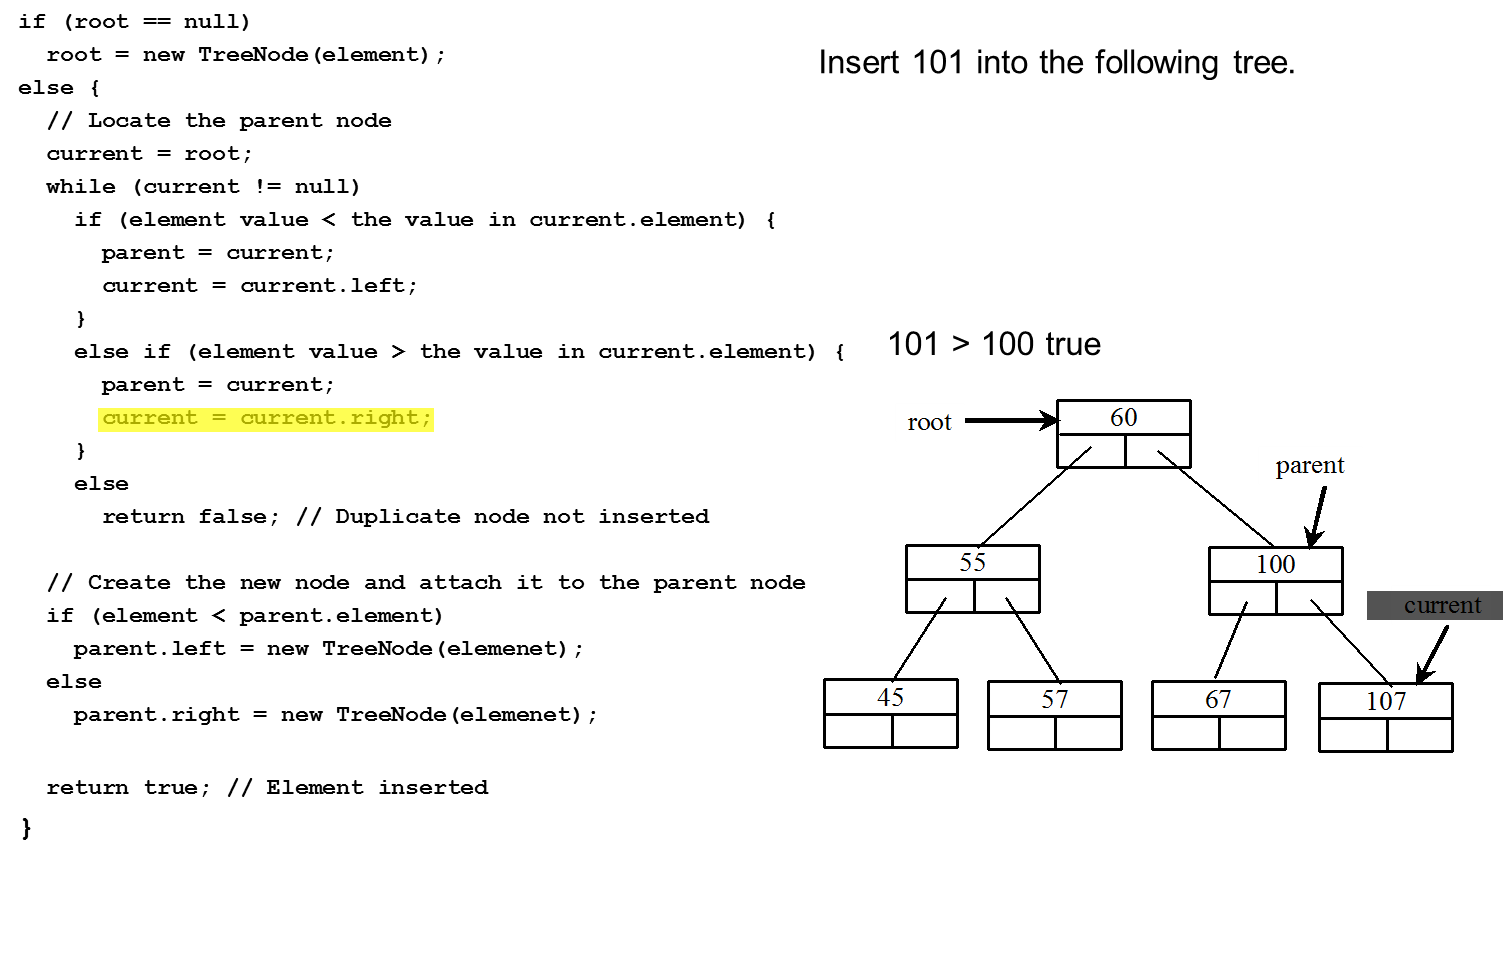 if (root == null)
  root = new TreeNode(element);
else {
  // Locate the parent node
  current = root;
  while (current != null)
    if (element value < the value in current.element) {
      parent = current;
      current = current.left;
    }
    else if (element value > the value in current.element) {
      parent = current;
      current = current.right;
    }
    else
      return false; // Duplicate node not inserted

  // Create the new node and attach it to the parent node
  if (element < parent.element)
    parent.left = new TreeNode(elemenet);
  else
    parent.right = new TreeNode(elemenet);

  return true; // Element inserted
}
Insert 101 into the following tree.
101 > 100 true
root
60
parent
55
100
current
45
57
67
107